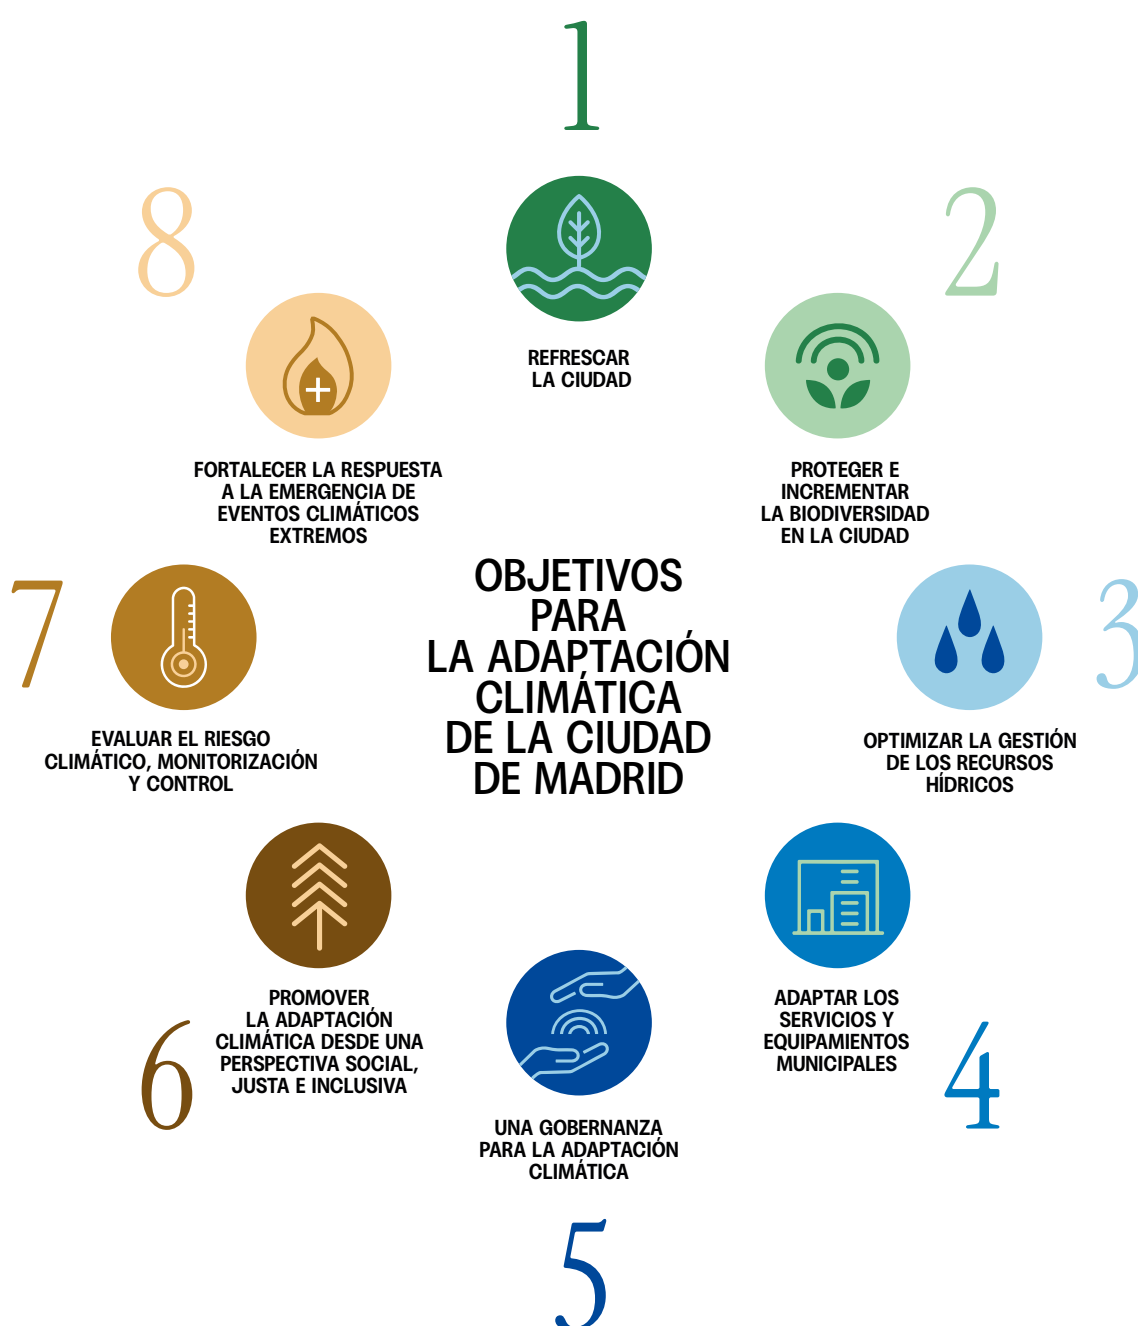 OBJETIVOS
PARA
LA ADAPTACIÓN
CLIMÁTICA
DE LA CIUDAD
DE MADRID
1
REFRESCAR
LA CIUDAD
2
PROTEGER E
INCREMENTAR
LA BIODIVERSIDAD
EN LA CIUDAD
3
OPTIMIZAR LA GESTIÓN
DE LOS RECURSOS
HÍDRICOS
4
ADAPTAR LOS
SERVICIOS Y
EQUIPAMIENTOS
MUNICIPALES
5
UNA GOBERNANZA
PARA LA ADAPTACIÓN
CLIMÁTICA
6
PROMOVER
LA ADAPTACIÓN
CLIMÁTICA DESDE UNA
PERSPECTIVA SOCIAL,
JUSTA E INCLUSIVA
7
EVALUAR EL RIESGO
CLIMÁTICO, MONITORIZACIÓN
Y CONTROL
8
FORTALECER LA RESPUESTA
A LA EMERGENCIA DE
EVENTOS CLIMÁTICOS
EXTREMOS